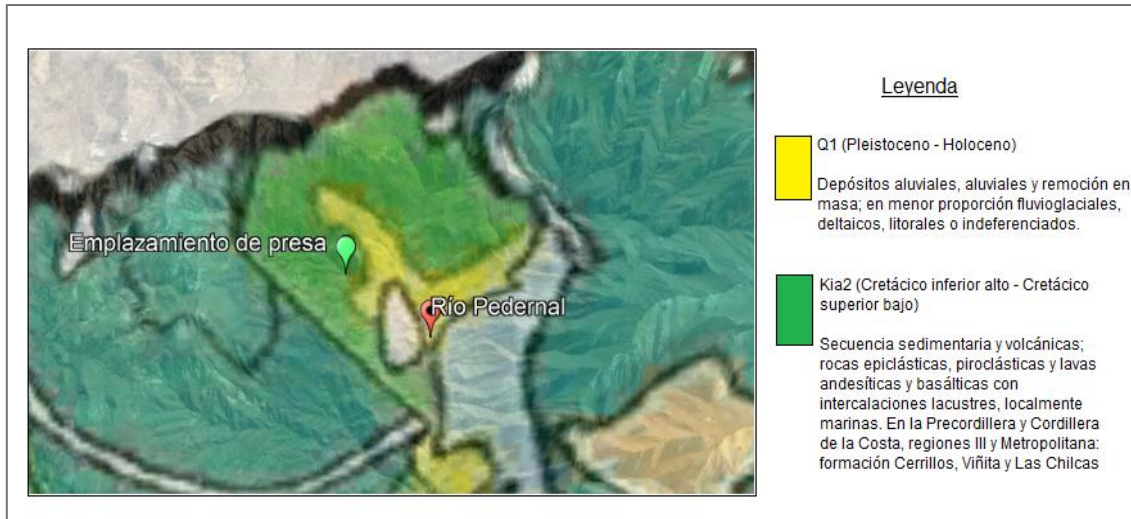 Emplazamiento de presa
Río Pedernal
Leyenda
Q1 (Pleistoceno - Holoceno)
Depósitos aluviales, aluviales y remoción en
masa; en menor proporción fluvioglaciales,
deltaicos, litorales o indeferenciados.
Kia2 (Cretácico inferior alto - Cretácico
superior bajo)
Secuencia sedimentaria y volcánicas;
rocas epiclásticas, piroclásticas y lavas
andesíticas y basálticas con
intercalaciones lacustres, localmente
marinas. En la Precordillera y Cordillera
de la Costa, regiones III y Metropolitana:
formación Cerrillos, Viñita y Las Chilcas